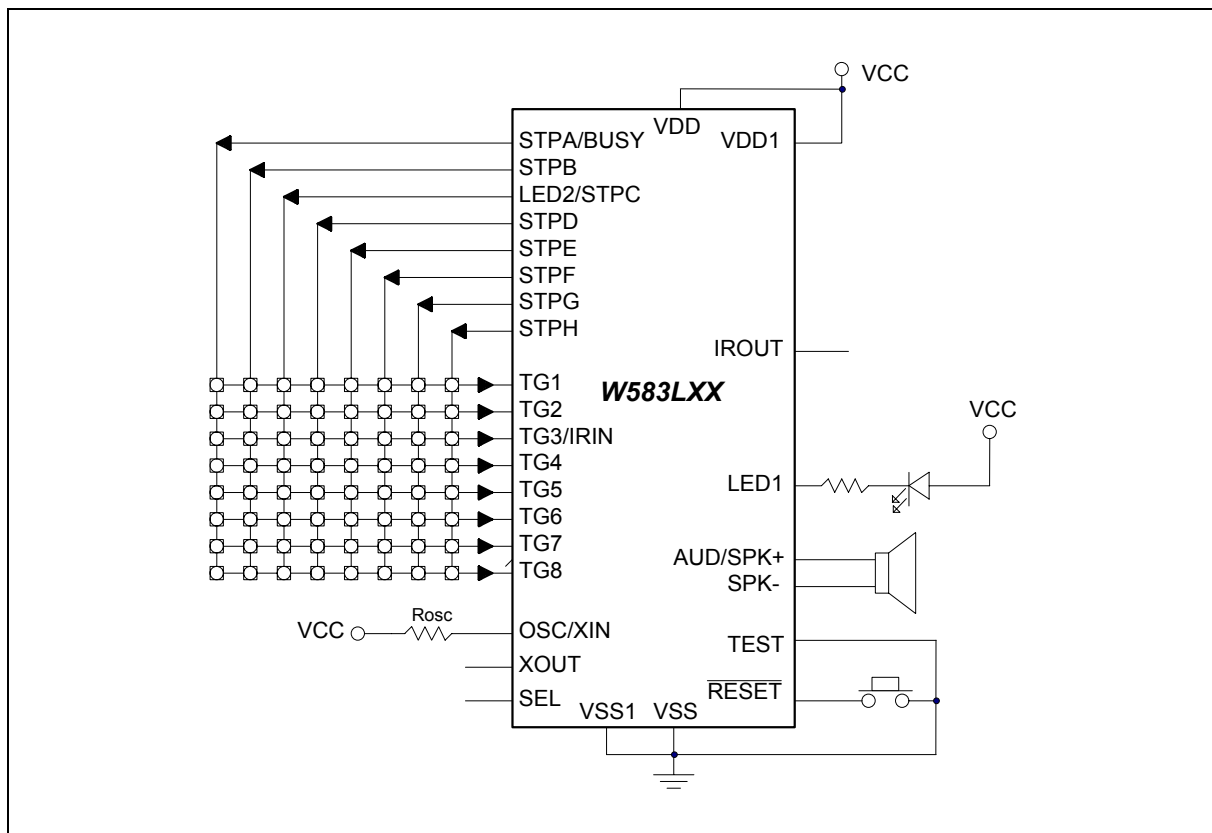 VCC
VDD
VDD1
STPA/BUSY
STPB
LED2/STPC
STPD
STPE
STPF
STPG
STPH
IROUT
TG1
W583LXX
TG2
VCC
TG3/IRIN
TG4
TG5
LED1
TG6
TG7
AUD/SPK+
TG8
SPK-
Rosc
VCC
OSC/XIN
TEST
XOUT
RESET
SEL
VSS1
VSS